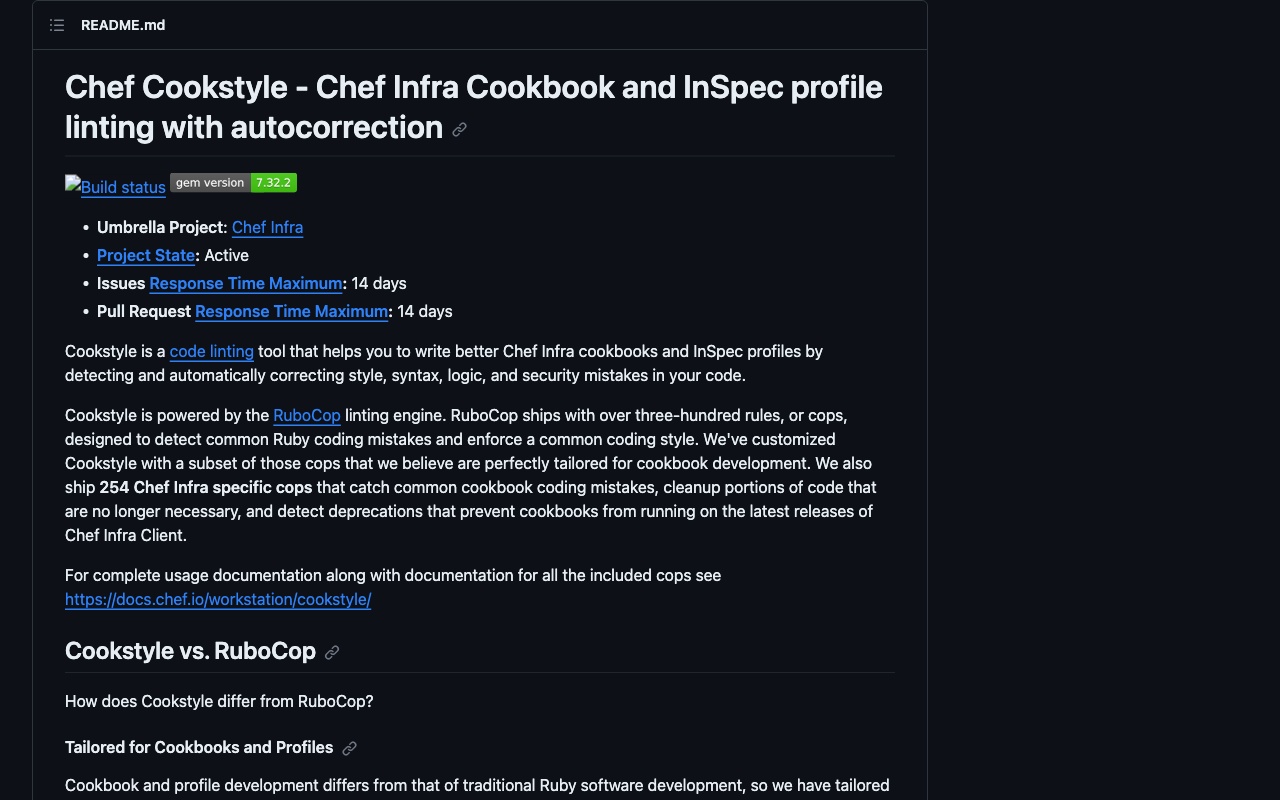 README.md
Chef Cookstyle - Chef Infra Cookbook and InSpec profile
linting with autocorrection
Build status gem version 7.32.2
• Umbrella Project: Chef Infra
• Project State: Active
• Issues Response Time Maximum: 14 days
• Pull Request Response Time Maximum: 14 days
Cookstyle is a code linting tool that helps you to write better Chef Infra cookbooks and InSpec profiles by
detecting and automatically correcting style, syntax, logic, and security mistakes in your code.
Cookstyle is powered by the RuboCop linting engine. RuboCop ships with over three-hundred rules, or cops,
designed to detect common Ruby coding mistakes and enforce a common coding style. We've customized
Cookstyle with a subset of those cops that we believe are perfectly tailored for cookbook development. We also
ship 254 Chef Infra specific cops that catch common cookbook coding mistakes, cleanup portions of code that
are no longer necessary, and detect deprecations that prevent cookbooks from running on the latest releases of
Chef Infra Client.
For complete usage documentation along with documentation for all the included cops see
https://docs.chef.io/workstation/cookstyle/
Cookstyle vs. RuboCop
How does Cookstyle differ from RuboCop?
Tailored for Cookbooks and Profiles
Cookbook and profile development differs from that of traditional Ruby software development, so we have tailored